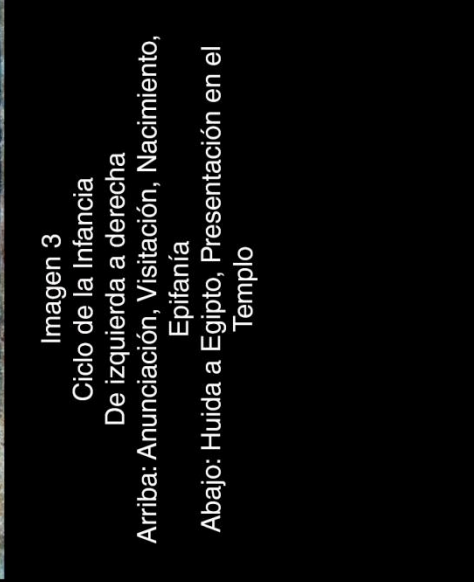 Imagen 3
Ciclo de la Infancia
De izquierda a derecha
Arriba: Anunciación, Visitación, Nacimiento,
Epifanía
Abajo: Huida a Egipto, Presentación en el
Templo